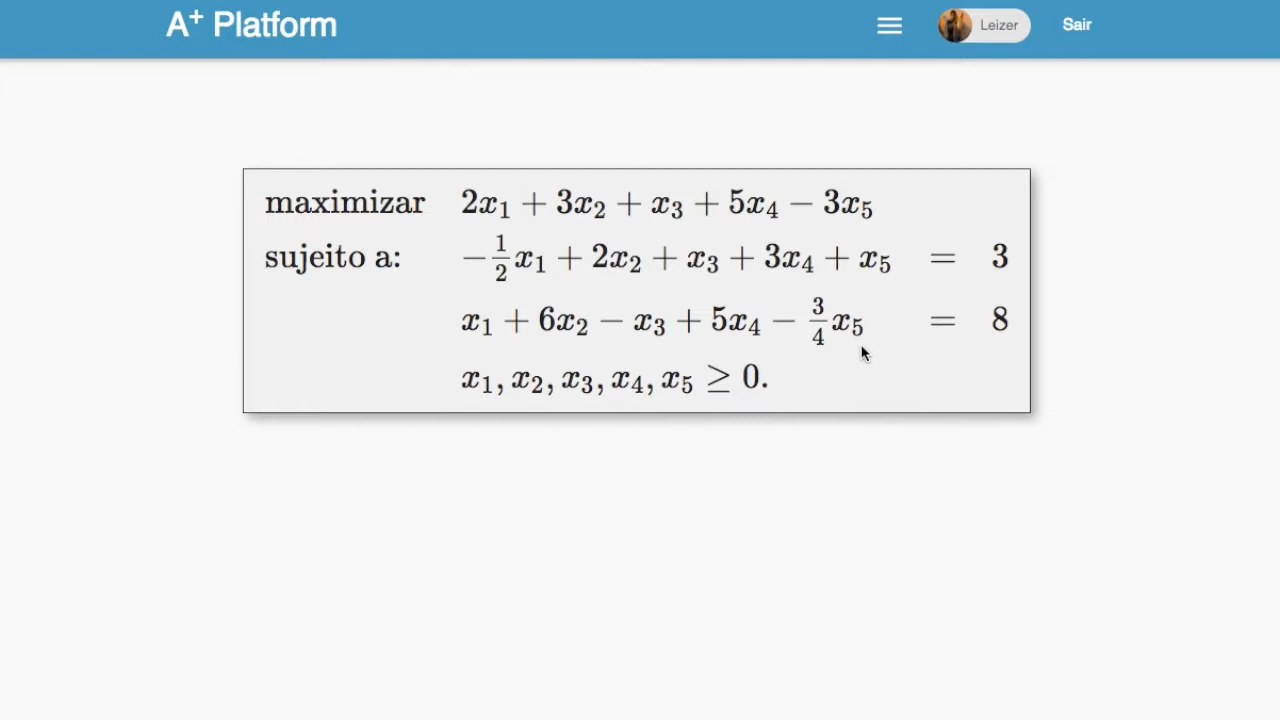 A⁺ Platform
Leizer
Sair
maximizar 2x₁ + 3x₂ + x₃ + 5x₄ − 3x₅
sujeito a: −½x₁ + 2x₂ + x₃ + 3x₄ + x₅ = 3
x₁ + 6x₂ − x₃ + 5x₄ − ¾x₅ = 8
x₁, x₂, x₃, x₄, x₅ ≥ 0.